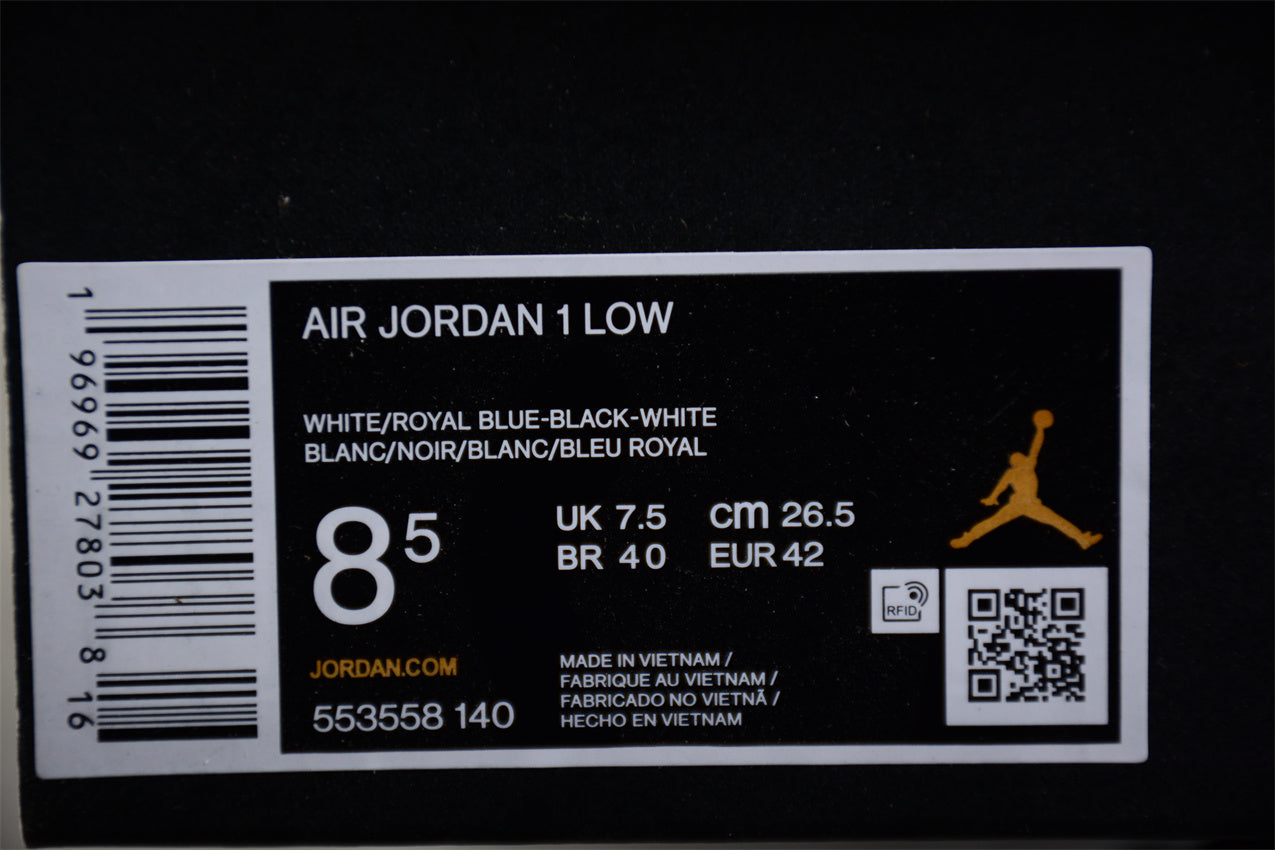 AIR JORDAN 1 LOW
WHITE/ROYAL BLUE-BLACK-WHITE
BLANC/NOIR/BLANC/BLEU ROYAL
8 5
UK 7.5 cm 26.5
BR 40 EUR 42
RFID
JORDAN.COM
553558 140
MADE IN VIETNAM /
FABRIQUE AU VIETNAM /
FABRICADO NO VIETNÃ /
HECHO EN VIETNAM
1 96969 27803 8 16